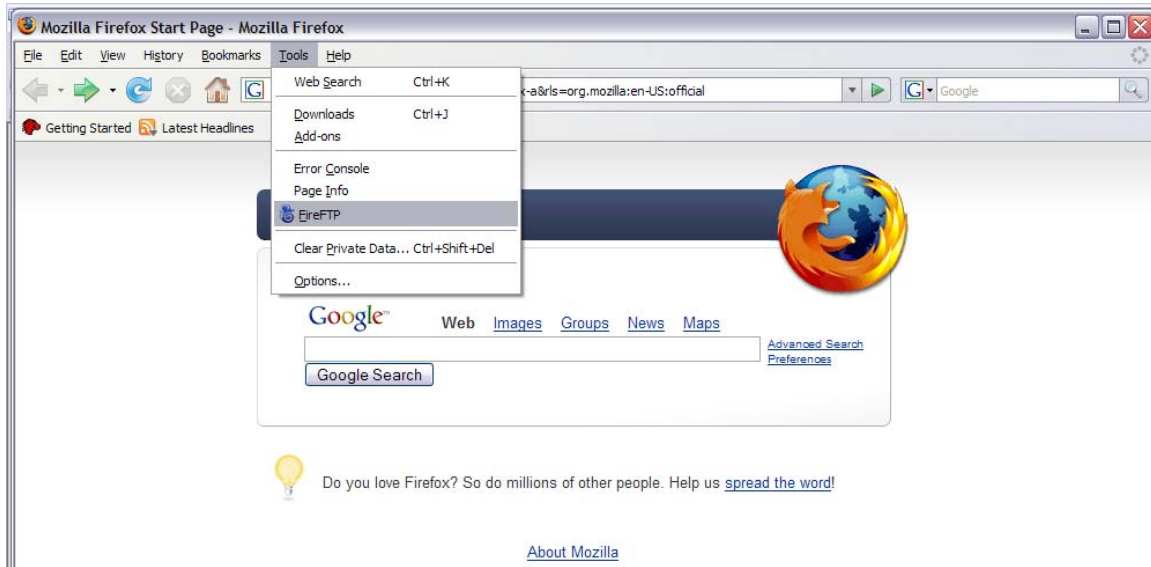 Mozilla Firefox Start Page - Mozilla Firefox
File Edit View History Bookmarks Tools Help
Web Search Ctrl+K
Downloads Ctrl+J
Add-ons
Error Console
Page Info
FireFTP
Clear Private Data... Ctrl+Shift+Del
Options...
G x-a&rls=org.mozilla:en-US:official G Google
Getting Started Latest Headlines
Google™ Web Images Groups News Maps
Advanced Search
Preferences
Google Search
Do you love Firefox? So do millions of other people. Help us spread the word!
About Mozilla